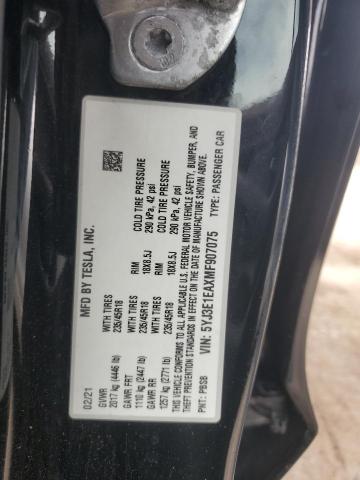 MFD BY TESLA, INC.
02/21
GVWR
2017 kg (4446 lb)
GAWR FRT
1110 kg (2447 lb)
WITH TIRES
235/45R18
RIM
18X8.5J
COLD TIRE PRESSURE
290 kPa, 42 psi
GAWR RR
1257 kg (2771 lb)
WITH TIRES
235/45R18
RIM
18X8.5J
COLD TIRE PRESSURE
290 kPa, 42 psi
THIS VEHICLE CONFORMS TO ALL APPLICABLE U.S. FEDERAL MOTOR VEHICLE SAFETY, BUMPER, AND
THEFT PREVENTION STANDARDS IN EFFECT ON THE DATE OF MANUFACTURE SHOWN ABOVE.
VIN: 5YJ3E1EAXMF907075 TYPE: PASSENGER CAR
PNT: PBSB